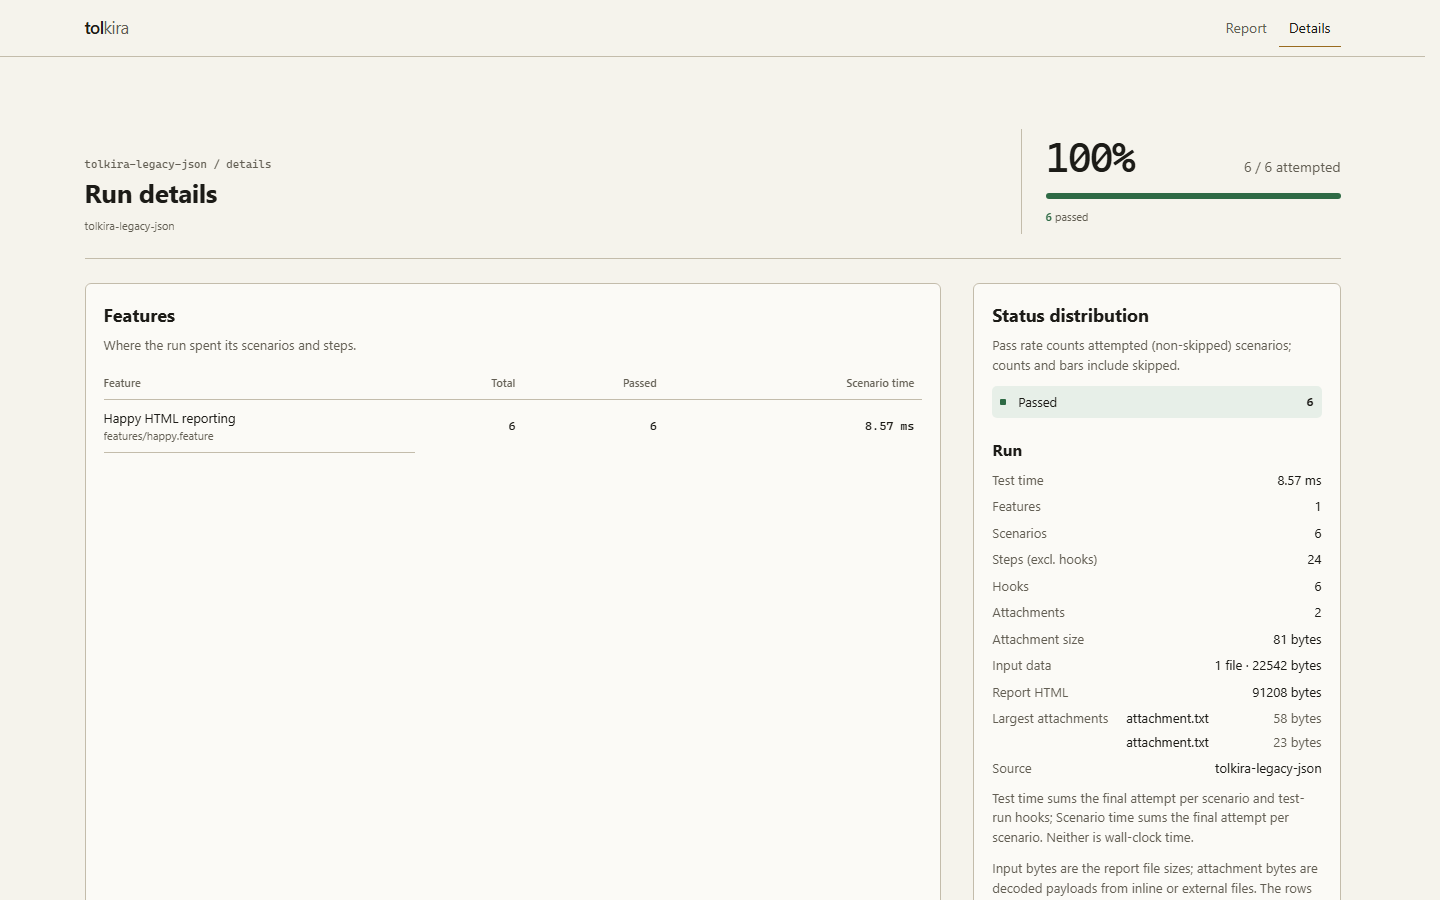 tolkira
Report Details
tolkira-legacy-json / details
Run details
tolkira-legacy-json
100%
6 / 6 attempted
6 passed
Features
Where the run spent its scenarios and steps.
Feature Total Passed Scenario time
Happy HTML reporting 6 6 8.57 ms
features/happy.feature
Status distribution
Pass rate counts attempted (non-skipped) scenarios;
counts and bars include skipped.
Passed 6
Run
Test time 8.57 ms
Features 1
Scenarios 6
Steps (excl. hooks) 24
Hooks 6
Attachments 2
Attachment size 81 bytes
Input data 1 file · 22542 bytes
Report HTML 91208 bytes
Largest attachments attachment.txt 58 bytes
attachment.txt 23 bytes
Source tolkira-legacy-json
Test time sums the final attempt per scenario and test-
run hooks; Scenario time sums the final attempt per
scenario. Neither is wall-clock time.
Input bytes are the report file sizes; attachment bytes are
decoded payloads from inline or external files. The rows